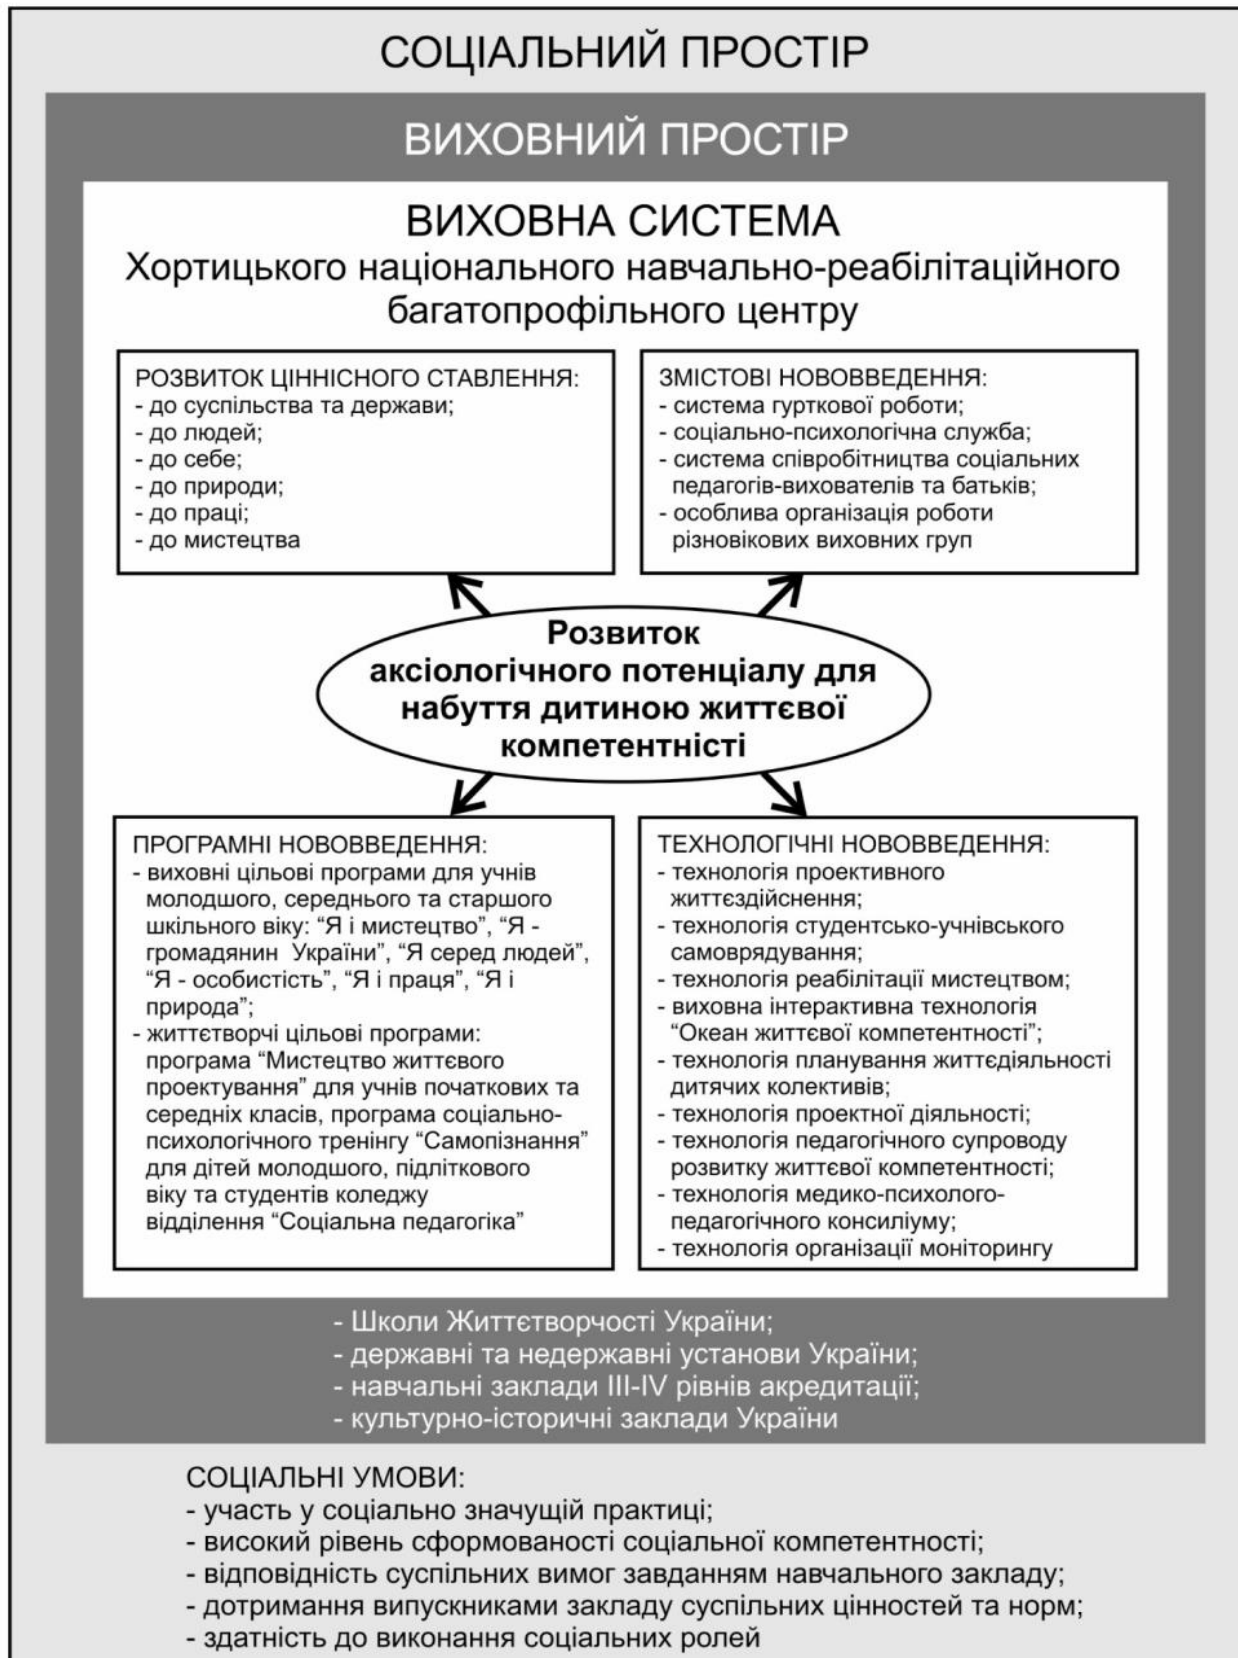 СОЦІАЛЬНИЙ ПРОСТІР
ВИХОВНИЙ ПРОСТІР
ВИХОВНА СИСТЕМА
Хортицького національного навчально-реабілітаційного
багатопрофільного центру
РОЗВИТОК ЦІННІСНОГО СТАВЛЕННЯ:
- до суспільства та держави;
- до людей;
- до себе;
- до природи;
- до праці;
- до мистецтва
ЗМІСТОВІ НОВОВВЕДЕННЯ:
- система гурткової роботи;
- соціально-психологічна служба;
- система співробітництва соціальних
педагогів-вихователів та батьків;
- особлива організація роботи
різновікових виховних груп
Розвиток
аксіологічного потенціалу для
набуття дитиною життєвої
компетентністі
ПРОГРАМНІ НОВОВВЕДЕННЯ:
- виховні цільові програми для учнів
молодшого, середнього та старшого
шкільного віку: “Я і мистецтво”, “Я -
громадянин України”, “Я серед людей”,
“Я - особистість”, “Я і праця”, “Я і
природа”;
- життєтворчі цільові програми:
програма “Мистецтво життєвого
проектування” для учнів початкових та
середніх класів, програма соціально-
психологічного тренінгу “Самопізнання”
для дітей молодшого, підліткового
віку та студентів коледжу
відділення “Соціальна педагогіка”
ТЕХНОЛОГІЧНІ НОВОВВЕДЕННЯ:
- технологія проективного
життєздійснення;
- технологія студентсько-учнівського
самоврядування;
- технологія реабілітації мистецтвом;
- виховна інтерактивна технологія
“Океан життєвої компетентності”;
- технологія планування життєдіяльності
дитячих колективів;
- технологія проектної діяльності;
- технологія педагогічного супроводу
розвитку життєвої компетентності;
- технологія медико-психолого-
педагогічного консиліуму;
- технологія організації моніторингу
- Школи Життєтворчості України;
- державні та недержавні установи України;
- навчальні заклади III-IV рівнів акредитації;
- культурно-історичні заклади України
СОЦІАЛЬНІ УМОВИ:
- участь у соціально значущій практиці;
- високий рівень сформованості соціальної компетентності;
- відповідність суспільних вимог завданням навчального закладу;
- дотримання випускниками закладу суспільних цінностей та норм;
- здатність до виконання соціальних ролей